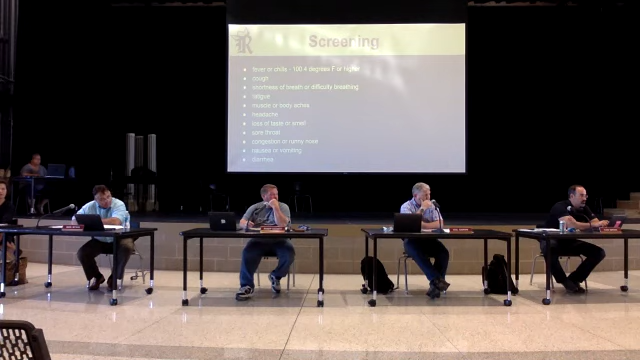 R
Screening
fever or chills - 100.4 degrees F or higher
cough
shortness of breath or difficulty breathing
fatigue
muscle or body aches
headache
loss of taste or smell
sore throat
congestion or runny nose
nausea or vomiting
diarrhea